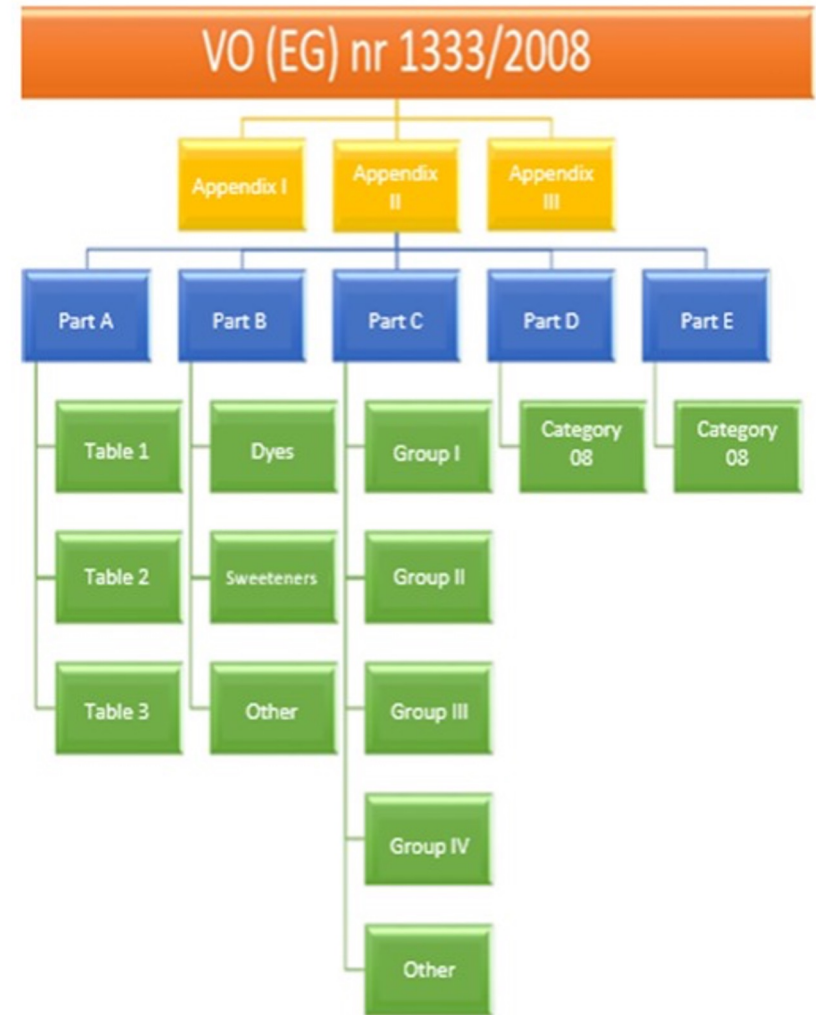 VO (EG) nr 1333/2008
Appendix I
Appendix
II
Appendix
III
Part A
Part B
Part C
Part D
Part E
Table 1
Dyes
Group I
Category
08
Category
08
Table 2
Sweeteners
Group II
Table 3
Other
Group III
Group IV
Other